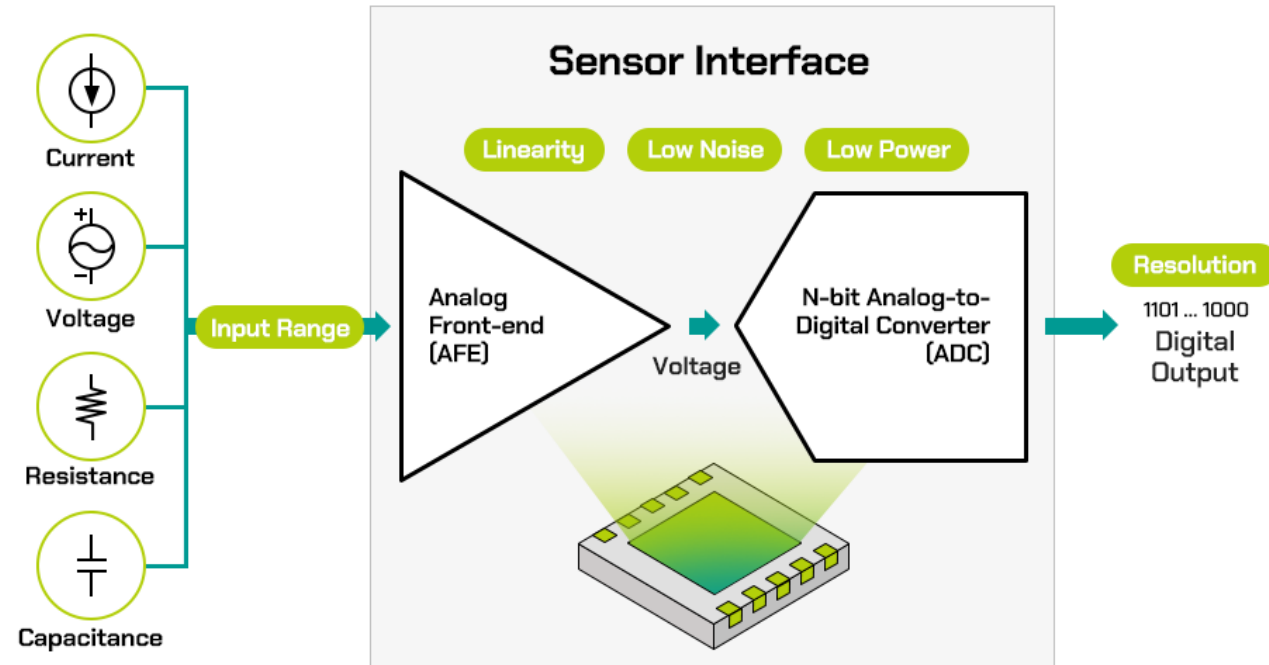 Sensor Interface
Linearity
Low Noise
Low Power
Current
+
−
Voltage
Input Range
Resistance
Capacitance
Analog
Front-end
(AFE)
Voltage
N-bit Analog-to-
Digital Converter
(ADC)
Resolution
1101 ... 1000
Digital
Output